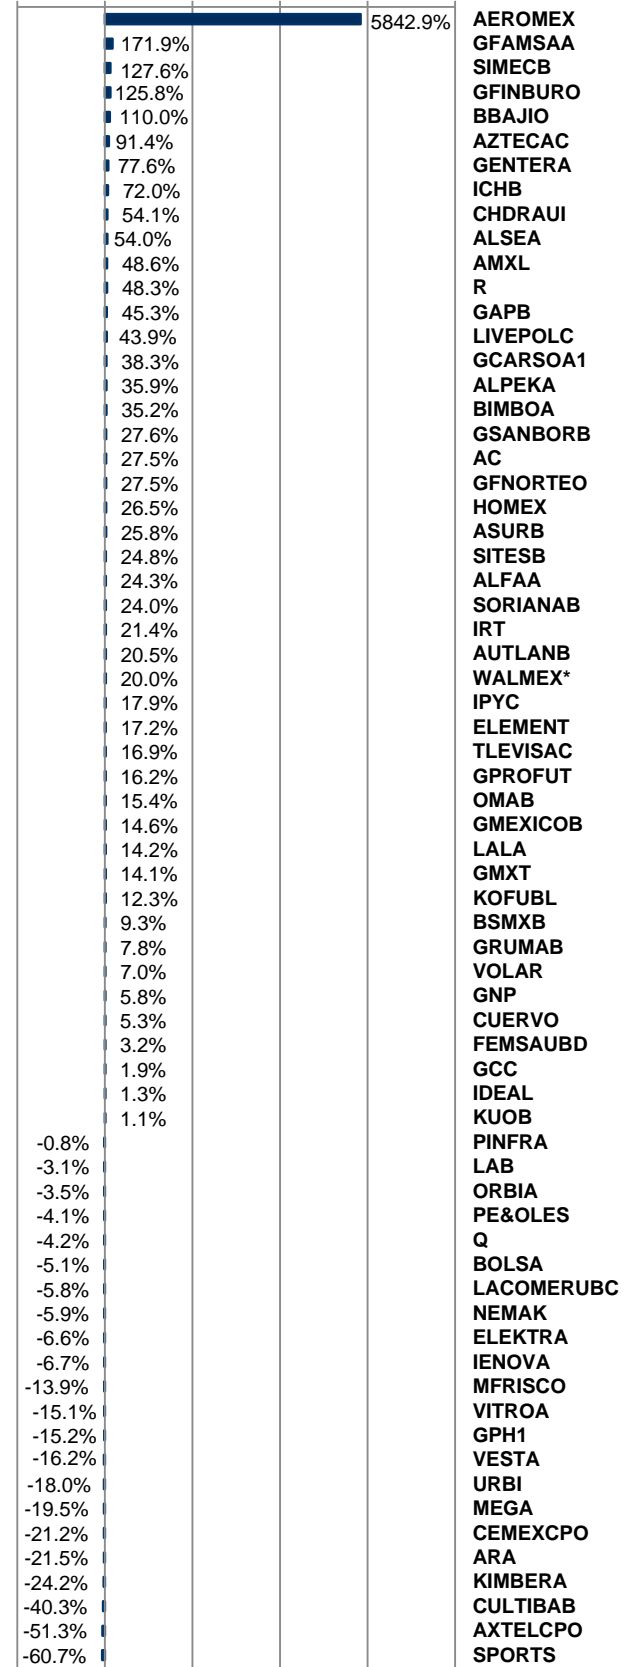 5842.9% AEROMEX
171.9% GFAMSAA
127.6% SIMECB
125.8% GFINBURO
110.0% BBAJIO
91.4% AZTECAC
77.6% GENTERA
72.0% ICHB
54.1% CHDRAUI
54.0% ALSEA
48.6% AMXL
48.3% R
45.3% GAPB
43.9% LIVEPOLC
38.3% GCARSOA1
35.9% ALPEKA
35.2% BIMBOA
27.6% GSANBORB
27.5% AC
27.5% GFNORTEO
26.5% HOMEX
25.8% ASURB
24.8% SITESB
24.3% ALFAA
24.0% SORIANAB
21.4% IRT
20.5% AUTLANB
20.0% WALMEX*
17.9% IPYC
17.2% ELEMENT
16.9% TLEVISAC
16.2% GPROFUT
15.4% OMAB
14.6% GMEXICOB
14.2% LALA
14.1% GMXT
12.3% KOFUBL
9.3% BSMXB
7.8% GRUMAB
7.0% VOLAR
5.8% GNP
5.3% CUERVO
3.2% FEMSAUBD
1.9% GCC
1.3% IDEAL
1.1% KUOB
-0.8% PINFRA
-3.1% LAB
-3.5% ORBIA
-4.1% PE&OLES
-4.2% Q
-5.1% BOLSA
-5.8% LACOMERUBC
-5.9% NEMAK
-6.6% ELEKTRA
-6.7% IENOVA
-13.9% MFRISCO
-15.1% VITROA
-15.2% GPH1
-16.2% VESTA
-18.0% URBI
-19.5% MEGA
-21.2% CEMEXCPO
-21.5% ARA
-24.2% KIMBERA
-40.3% CULTIBAB
-51.3% AXTELCPO
-60.7% SPORTS